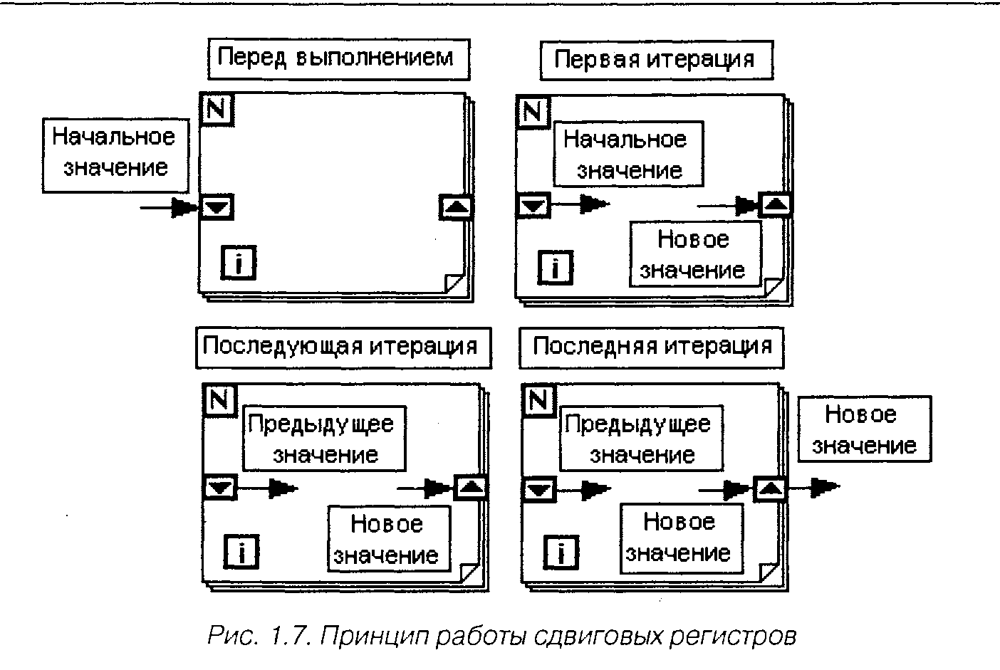 Перед выполнением
N
Начальное
значение
i
Первая итерация
N
Начальное
значение
Новое
значение
i
Последующая итерация
N
Предыдущее
значение
Новое
значение
i
Последняя итерация
N
Предыдущее
значение
Новое
значение
Новое
значение
i
Рис. 1.7. Принцип работы сдвиговых регистров